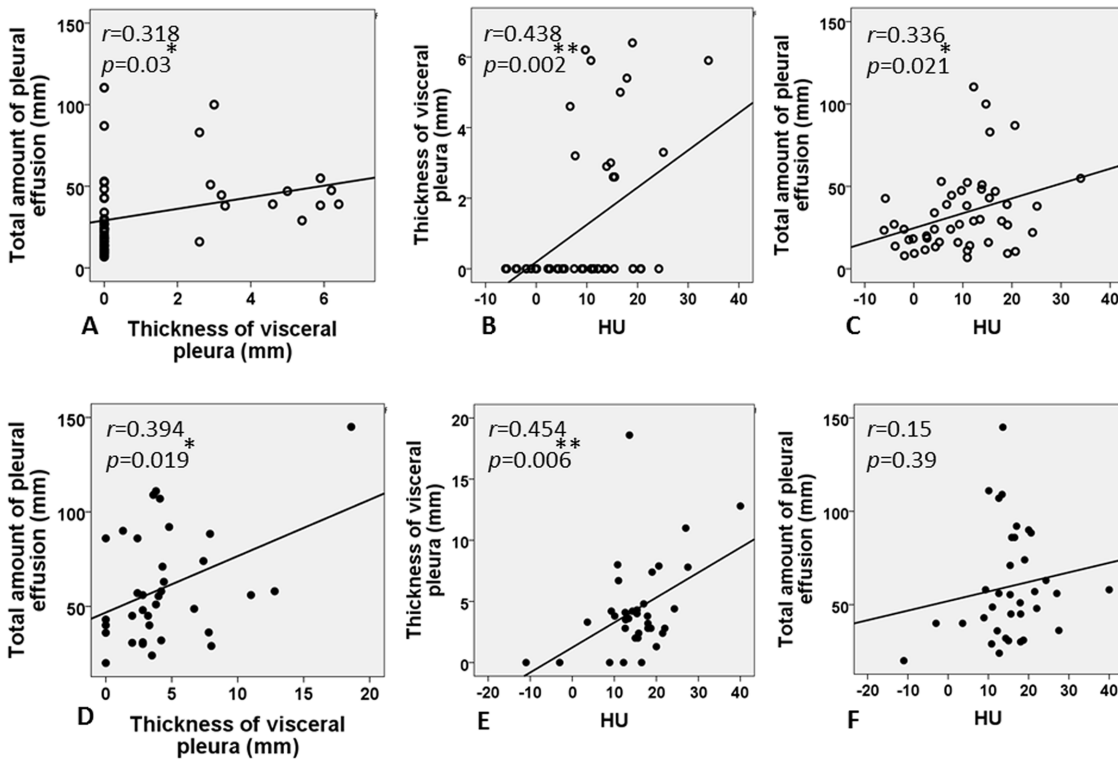 r=0.318
p=0.03*
Total amount of pleural
effusion (mm)
150
100
50
0
0 2 4 6
A
Thickness of visceral
pleura (mm)
r=0.438
p=0.002**
Thickness of visceral
pleura (mm)
6
4
2
0
-10 0 10 20 30 40
B
HU
r=0.336
p=0.021*
Total amount of pleural
effusion (mm)
150
100
50
0
-10 0 10 20 30 40
C
HU
r=0.394
p=0.019*
Total amount of pleural
effusion (mm)
150
100
50
0 5 10 15 20
D
Thickness of visceral
pleura (mm)
r=0.454
p=0.006**
Thickness of visceral
pleura (mm)
20
15
10
5
0
-20 -10 0 10 20 30 40
E
HU
r=0.15
p=0.39
Total amount of pleural
effusion (mm)
150
100
50
-20 -10 0 10 20 30 40
F
HU